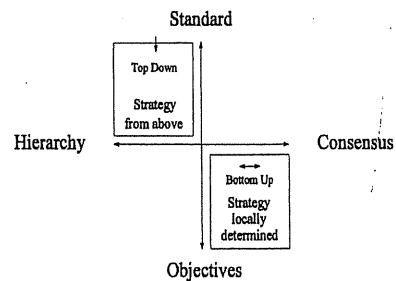 Standard
Top Down
Strategy
from above
Hierarchy
Consensus
Bottom Up
Strategy
locally
determined
Objectives